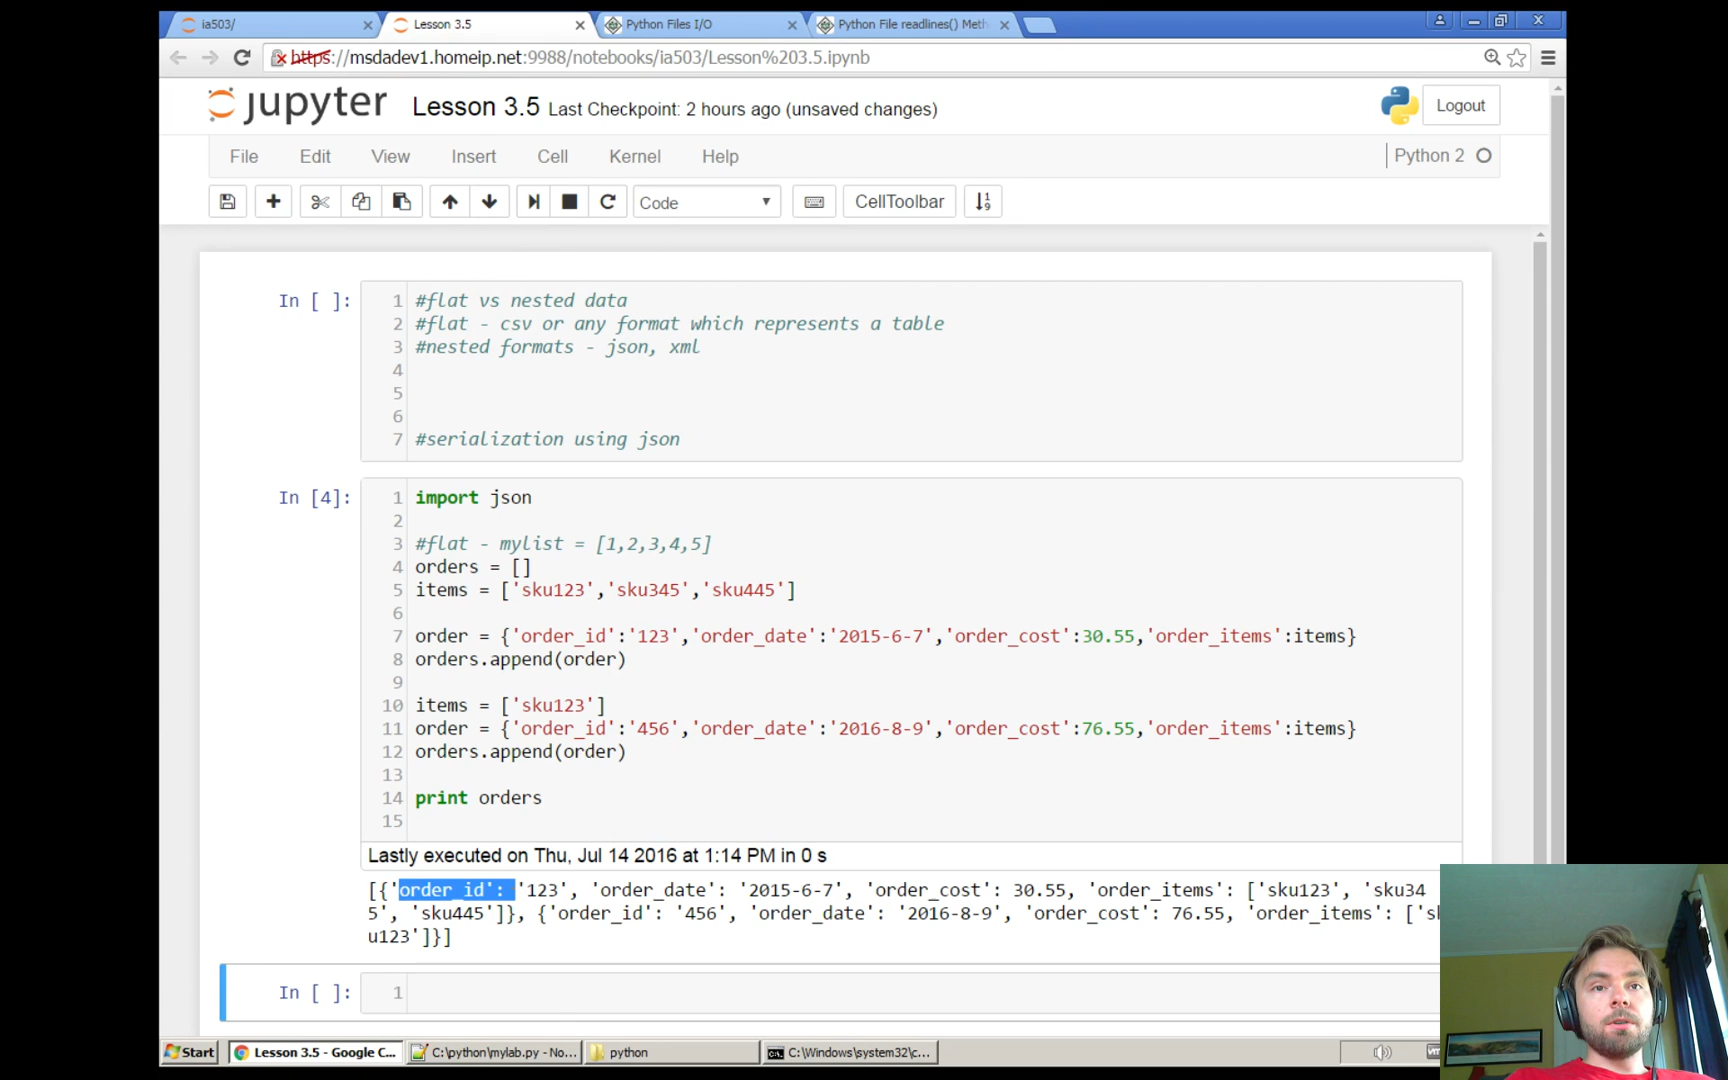 ia503/
Lesson 3.5
Python Files I/O
Python File readlines() Meth
https://msdadev1.homeip.net:9988/notebooks/ia503/Lesson%203.5.ipynb
jupyter Lesson 3.5 Last Checkpoint: 2 hours ago (unsaved changes)
Logout
File Edit View Insert Cell Kernel Help
Python 2
Code
CellToolbar
In [ ]:
1 #flat vs nested data
2 #flat - csv or any format which represents a table
3 #nested formats - json, xml
4
5
6
7 #serialization using json
In [4]:
1 import json
2
3 #flat - mylist = [1,2,3,4,5]
4 orders = []
5 items = ['sku123','sku345','sku445']
6
7 order = {'order_id':'123','order_date':'2015-6-7','order_cost':30.55,'order_items':items}
8 orders.append(order)
9
10 items = ['sku123']
11 order = {'order_id':'456','order_date':'2016-8-9','order_cost':76.55,'order_items':items}
12 orders.append(order)
13
14 print orders
15
Lastly executed on Thu, Jul 14 2016 at 1:14 PM in 0 s
[{'order_id': '123', 'order_date': '2015-6-7', 'order_cost': 30.55, 'order_items': ['sku123', 'sku34
5', 'sku445']}, {'order_id': '456', 'order_date': '2016-8-9', 'order_cost': 76.55, 'order_items': ['sk
u123']}]
In [ ]:
1
Start
Lesson 3.5 - Google C...
C:\python\mylab.py - No...
python
C:\Windows\system32\c...